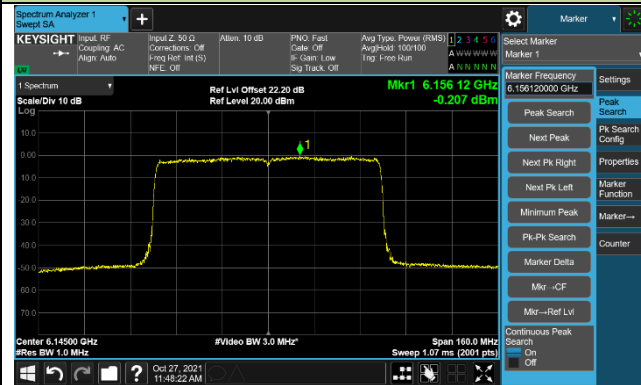 Spectrum Analyzer 1
Swept SA
Marker
KEYSIGHT
Input: RF
Coupling: AC
Align: Auto
Input Z: 50 Ω
Corrections: Off
Freq Ref: Int (S)
NFE: Off
Atten: 10 dB
PNO: Fast
Gate: Off
IF Gain: Low
Sig Track: Off
Avg Type: Power (RMS)
Avg|Hold: 100/100
Trig: Free Run
1 2 3 4 5 6
A W W W W W
A N N N N N
Select Marker
Marker 1
1 Spectrum
Scale/Div 10 dB
Log
Ref Lvl Offset 22.20 dB
Ref Level 20.00 dBm
Mkr1 6.156 12 GHz
-0.207 dBm
10.0
0.00
-10.0
-20.0
-30.0
-40.0
-50.0
-60.0
-70.0
1
Center 6.14500 GHz
#Res BW 1.0 MHz
#Video BW 3.0 MHz*
Span 160.0 MHz
Sweep 1.07 ms (2001 pts)
Marker Frequency
6.156120000 GHz
Peak Search
Next Peak
Next Pk Right
Next Pk Left
Minimum Peak
Pk-Pk Search
Marker Delta
Mkr→CF
Mkr→Ref Lvl
Continuous Peak
Search
On
Off
Settings
Peak
Search
Pk Search
Config
Properties
Marker
Function
Marker→
Counter
Oct 27, 2021
11:48:22 AM